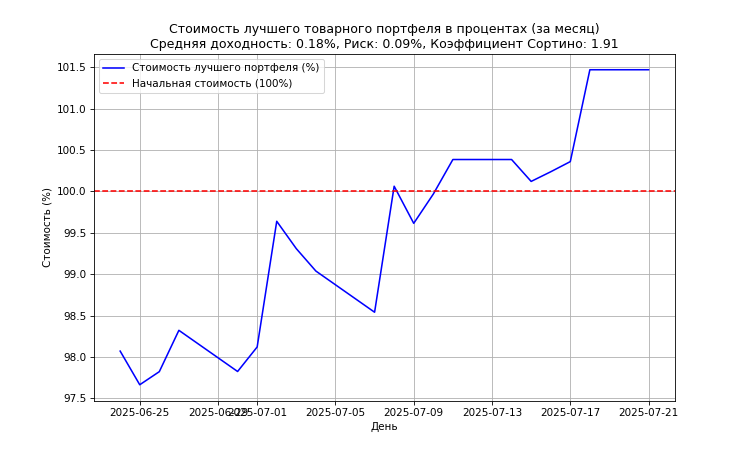 Стоимость лучшего товарного портфеля в процентах (за месяц)
Средняя доходность: 0.18%, Риск: 0.09%, Коэффициент Сортино: 1.91
Стоимость лучшего портфеля (%)
Начальная стоимость (100%)
Стоимость (%)
101.5
101.0
100.5
100.0
99.5
99.0
98.5
98.0
97.5
2025-06-25 2025-06-29 2025-07-01 2025-07-05 2025-07-09 2025-07-13 2025-07-17 2025-07-21
День